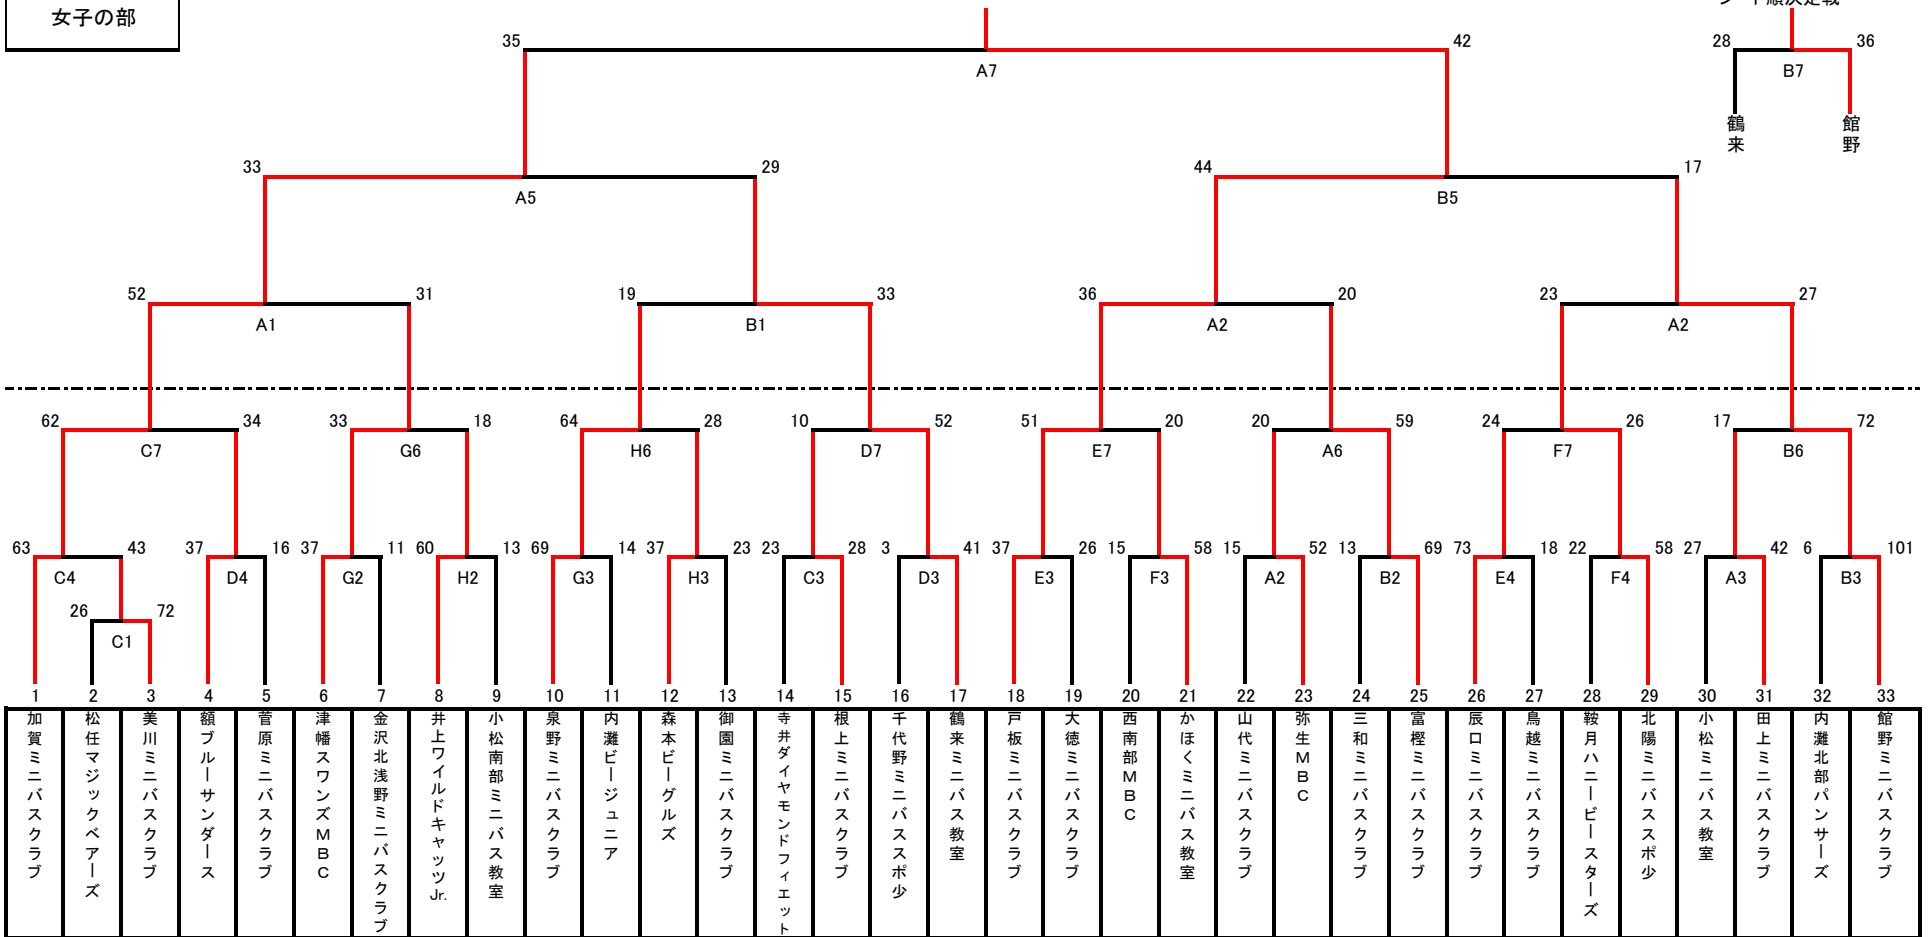 女子の部
シード順決定戦
35 42
A7
28 36
B7
鶴来
館野
33 29
A5
44 17
B5
52 31
A1
19 33
B1
36 20
A2
23 27
A2
62 34
C7
33 18
G6
64 28
H6
10 52
D7
51 20
E7
20 59
A6
24 26
F7
17 72
B6
63 43
C4
37 16
D4
37 11
G2
60 13
H2
69 14
G3
37 23
H3
23 28
C3
3 41
D3
37 26
E3
15 58
F3
15 52
A2
13 69
B2
73 18
E4
22 58
F4
27 42
A3
6 101
B3
26 72
C1
1 加賀ミニバスクラブ
2 松任マジックベアーズ
3 美川ミニバスクラブ
4 額ブルーサンダース
5 菅原ミニバスクラブ
6 津幡スワンズMBC
7 金沢北浅野ミニバスクラブ
8 井上ワイルドキャッツJr.
9 小松南部ミニバス教室
10 泉野ミニバスクラブ
11 内灘ビージュニア
12 森本ビーグルズ
13 御園ミニバスクラブ
14 寺井ダイヤモンドフィエット
15 根上ミニバスクラブ
16 千代野ミニバススポ少
17 鶴来ミニバス教室
18 戸板ミニバスクラブ
19 大徳ミニバスクラブ
20 西南部MBC
21 かほくミニバス教室
22 山代ミニバスクラブ
23 弥生MBC
24 三和ミニバスクラブ
25 富樫ミニバスクラブ
26 辰口ミニバスクラブ
27 鳥越ミニバスクラブ
28 鞍月ハニービースターズ
29 北陽ミニバススポ少
30 小松ミニバス教室
31 田上ミニバスクラブ
32 内灘北部パンサーズ
33 館野ミニバスクラブ